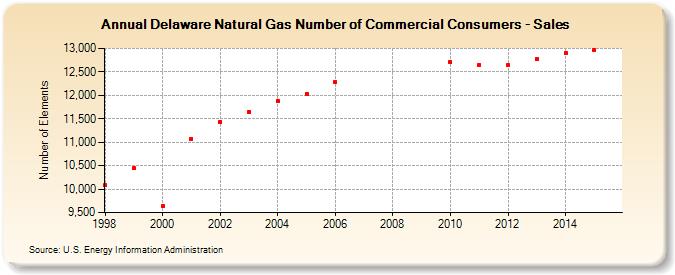 Annual Delaware Natural Gas Number of Commercial Consumers - Sales
Number of Elements
13,000
12,500
12,000
11,500
11,000
10,500
10,000
9,500
1998 2000 2002 2004 2006 2008 2010 2012 2014
Source: U.S. Energy Information Administration